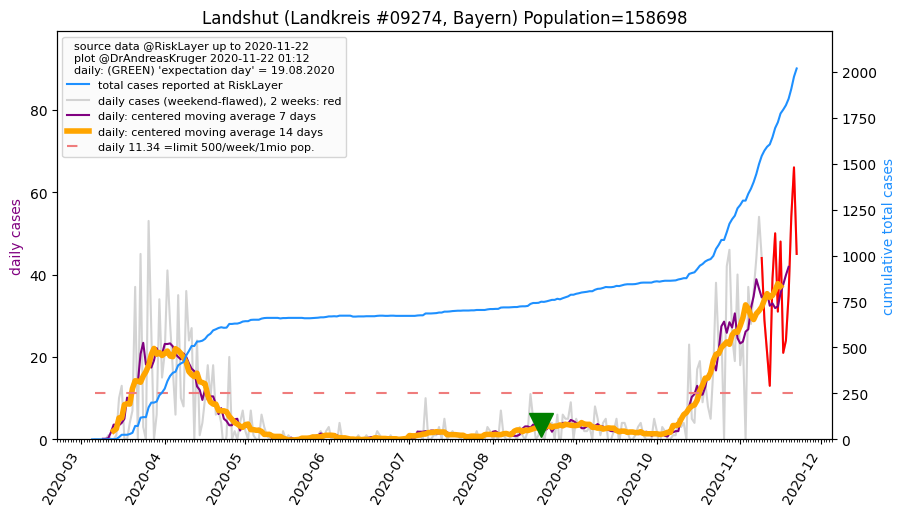 Landshut (Landkreis #09274, Bayern) Population=158698
source data @RiskLayer up to 2020-11-22
plot @DrAndreasKruger 2020-11-22 01:12
daily: (GREEN) 'expectation day' = 19.08.2020
total cases reported at RiskLayer
daily cases (weekend-flawed), 2 weeks: red
daily: centered moving average 7 days
daily: centered moving average 14 days
daily 11.34 =limit 500/week/1mio pop.
daily cases
80
60
40
20
0
cumulative total cases
2000
1750
1500
1250
1000
750
500
250
0
2020-03
2020-04
2020-05
2020-06
2020-07
2020-08
2020-09
2020-10
2020-11
2020-12